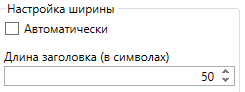 Настройка ширины
Автоматически
Длина заголовка (в символах)
50